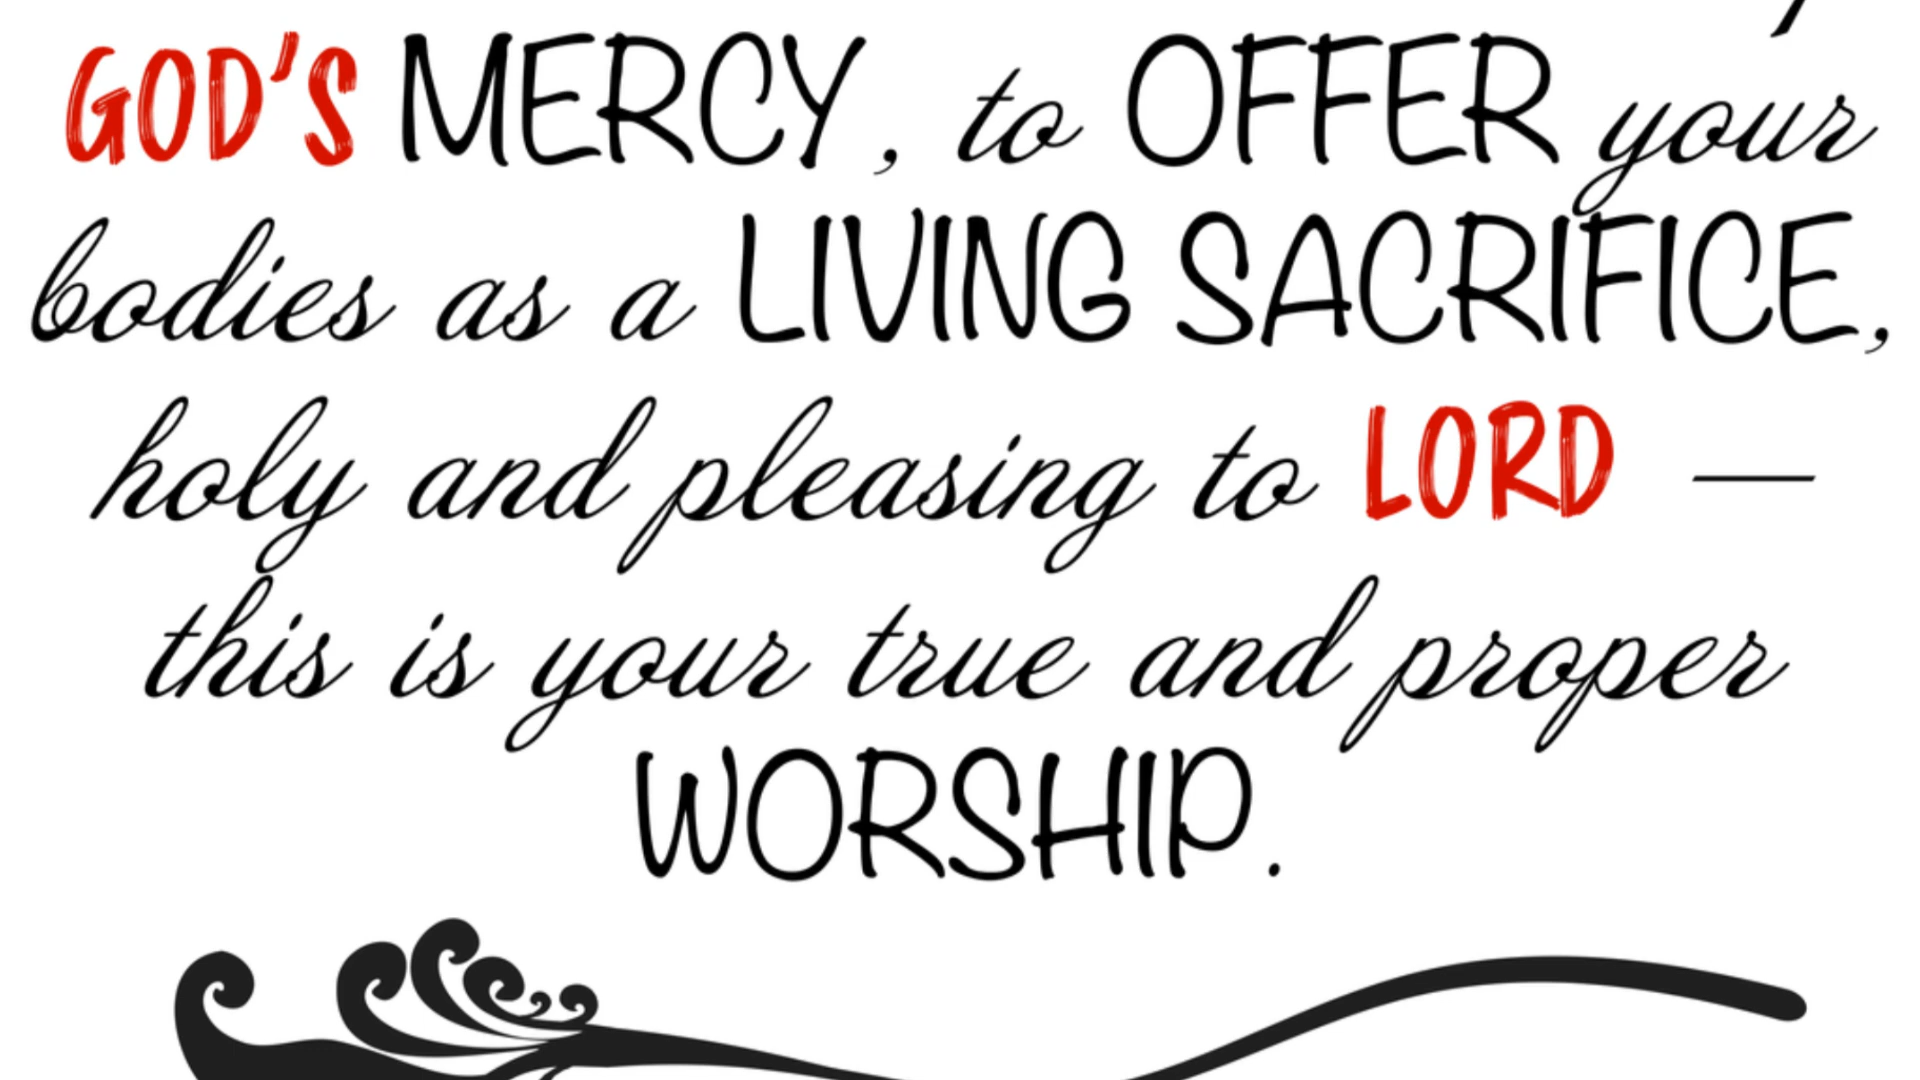 GOD'S MERCY, to OFFER your
bodies as a LIVING SACRIFICE,
holy and pleasing to LORD —
this is your true and proper
WORSHIP.